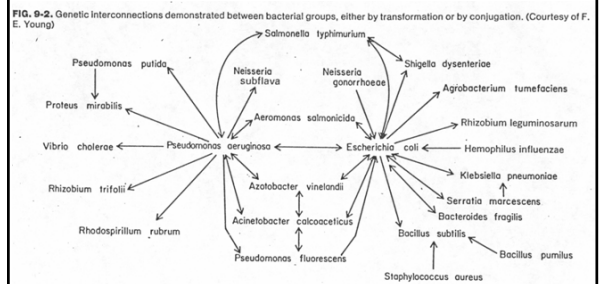 FIG. 9-2. Genetic interconnections demonstrated between bacterial groups, either by transformation or by conjugation. (Courtesy of F.
E. Young)
Salmonella typhimurium
Pseudomonas putida
Neisseria
subflava
Neisseria
gonorrhoeae
Shigella dysenteriae
Agrobacterium tumefaciens
Proteus mirabilis
Aeromonas salmonicida
Rhizobium leguminosarum
Vibrio cholerae
Pseudomonas aeruginosa
Escherichia coli
Hemophilus influenzae
Klebsiella pneumoniae
Rhizobium trifolii
Azotobacter vinelandii
Serratia marcescens
Bacteroides fragilis
Acinetobacter calcoaceticus
Rhodospirillum rubrum
Bacillus subtilis
Pseudomonas fluorescens
Bacillus pumilus
Staphylococcus aureus